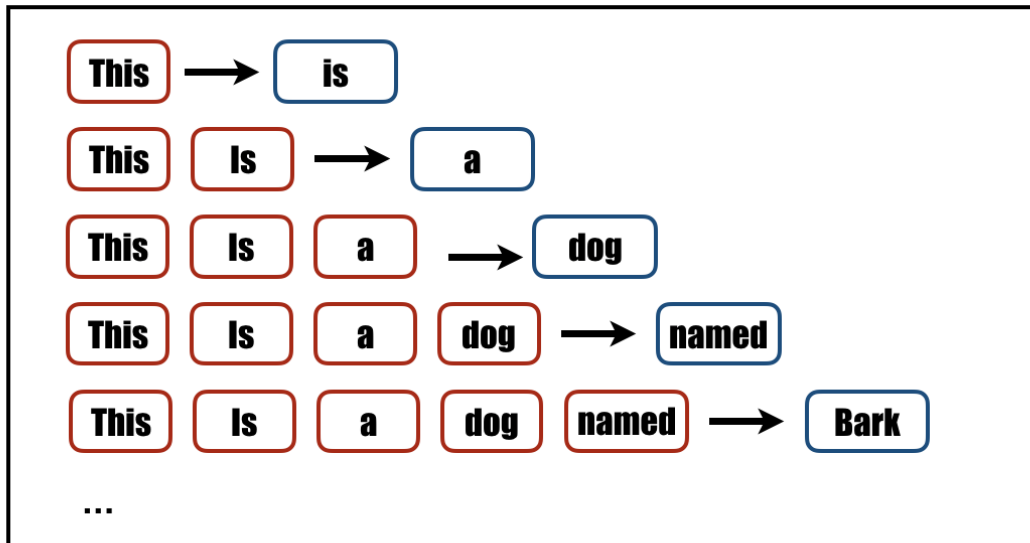 This is
This Is a
This Is a dog
This Is a dog named
This Is a dog named Bark
...